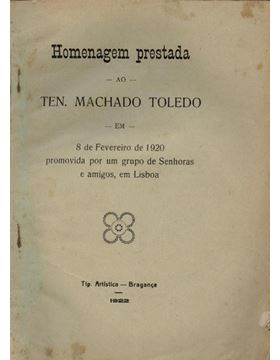 Homenagem prestada
— AO —
TEN. MACHADO TOLEDO
— EM —
8 de Fevereiro de 1920
promovida por um grupo de Senhoras
e amigos, em Lisboa
Tip. Artística — Bragança
1922